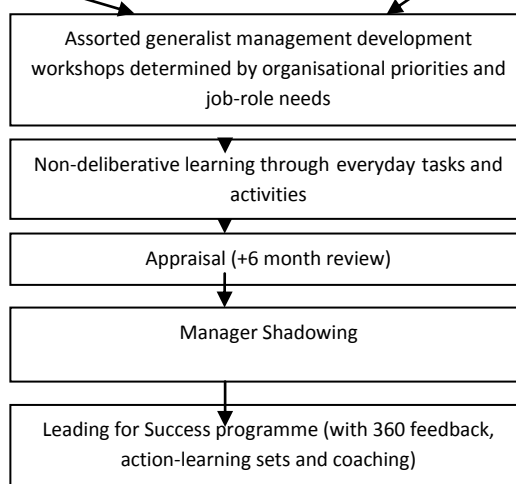 Assorted generalist management development
workshops determined by organisational priorities and
job-role needs
Non-deliberative learning through everyday tasks and
activities
Appraisal (+6 month review)
Manager Shadowing
Leading for Success programme (with 360 feedback,
action-learning sets and coaching)